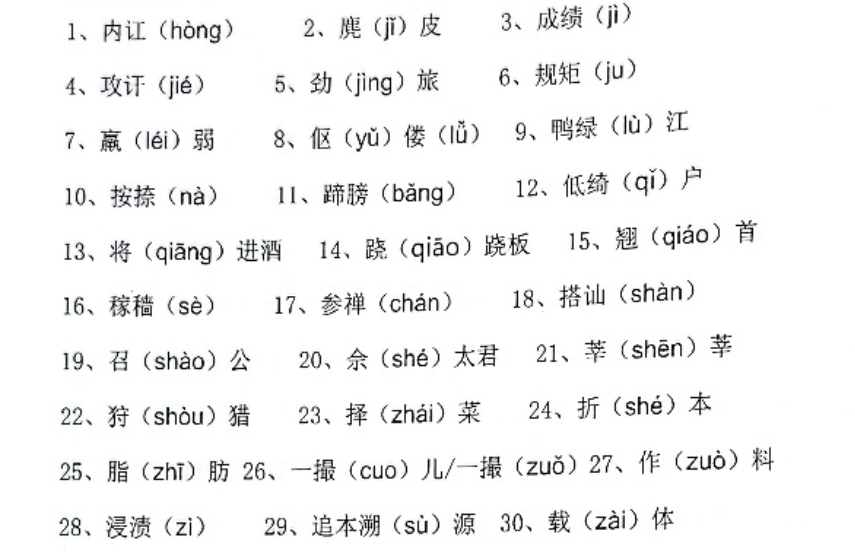 1、内讧（hòng） 2、麂（jǐ）皮 3、成绩（jì）
4、攻讦（jié） 5、劲（jìng）旅 6、规矩（ju）
7、羸（léi）弱 8、伛（yǔ）偻（lǚ） 9、鸭绿（lù）江
10、按捺（nà） 11、蹄膀（bǎng） 12、低绮（qǐ）户
13、将（qiāng）进酒 14、跷（qiāo）跷板 15、翘（qiáo）首
16、稼穑（sè） 17、参禅（chán） 18、搭讪（shàn）
19、召（shào）公 20、佘（shé）太君 21、莘（shēn）莘
22、狩（shòu）猎 23、择（zhái）菜 24、折（shé）本
25、脂（zhī）肪 26、一撮（cuo）儿/一撮（zuǒ）27、作（zuò）料
28、浸渍（zì） 29、追本溯（sù）源 30、载（zài）体